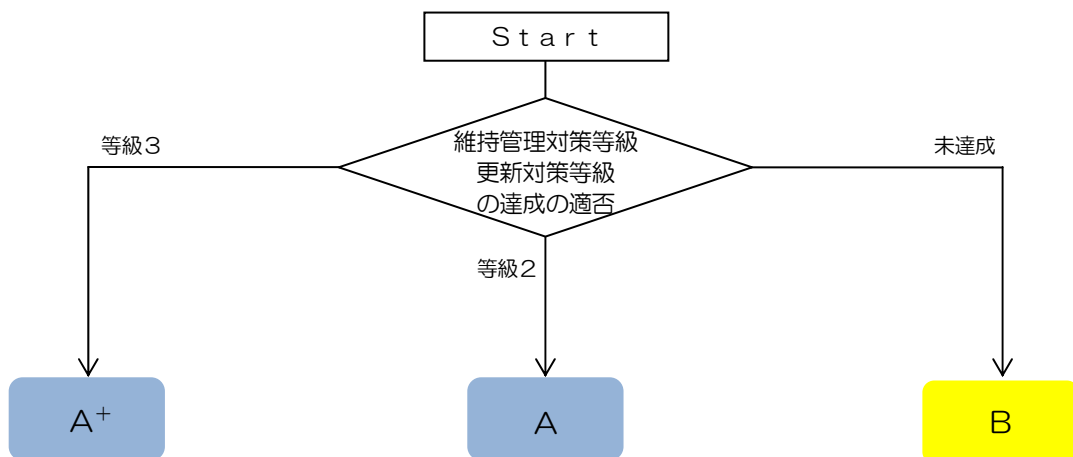 Ｓｔａｒｔ
維持管理対策等級
更新対策等級
の達成の適否
等級３
未達成
等級２
Ａ⁺
Ａ
Ｂ